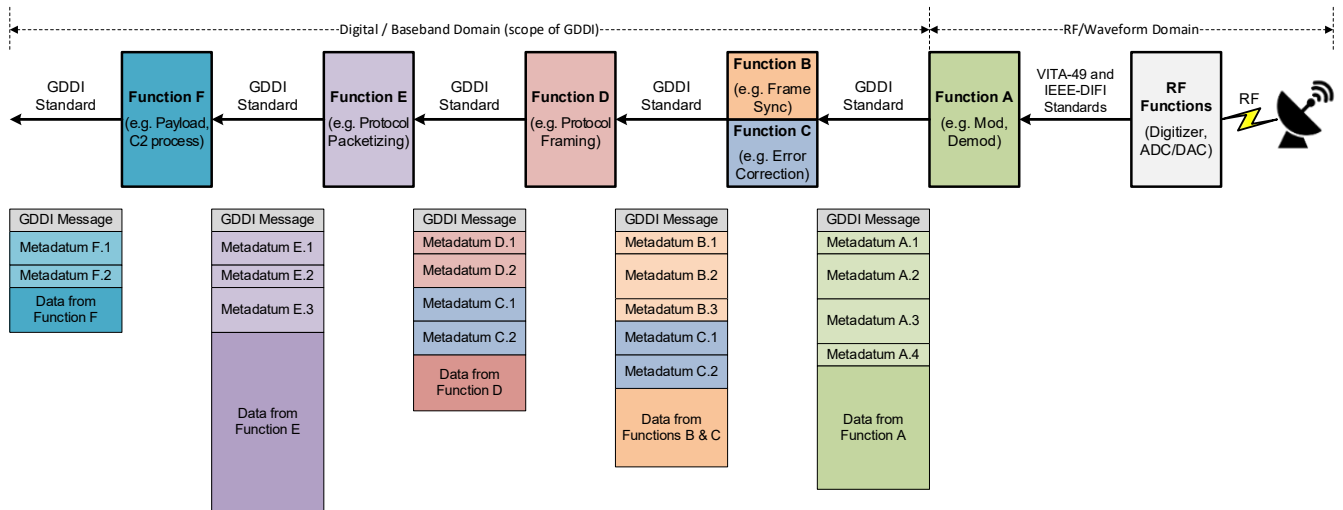 Digital / Baseband Domain (scope of GDDI)
RF/Waveform Domain
GDDI
Standard
Function F
(e.g. Payload,
C2 process)
GDDI
Standard
Function E
(e.g. Protocol
Packetizing)
GDDI
Standard
Function D
(e.g. Protocol
Framing)
GDDI
Standard
Function B
(e.g. Frame
Sync)
Function C
(e.g. Error
Correction)
GDDI
Standard
Function A
(e.g. Mod,
Demod)
VITA-49 and
IEEE-DIFI
Standards
RF
Functions
(Digitizer,
ADC/DAC)
RF
GDDI Message
Metadatum F.1
Metadatum F.2
Data from
Function F
GDDI Message
Metadatum E.1
Metadatum E.2
Metadatum E.3
Data from
Function E
GDDI Message
Metadatum D.1
Metadatum D.2
Metadatum C.1
Metadatum C.2
Data from
Function D
GDDI Message
Metadatum B.1
Metadatum B.2
Metadatum B.3
Metadatum C.1
Metadatum C.2
Data from
Functions B & C
GDDI Message
Metadatum A.1
Metadatum A.2
Metadatum A.3
Metadatum A.4
Data from
Function A